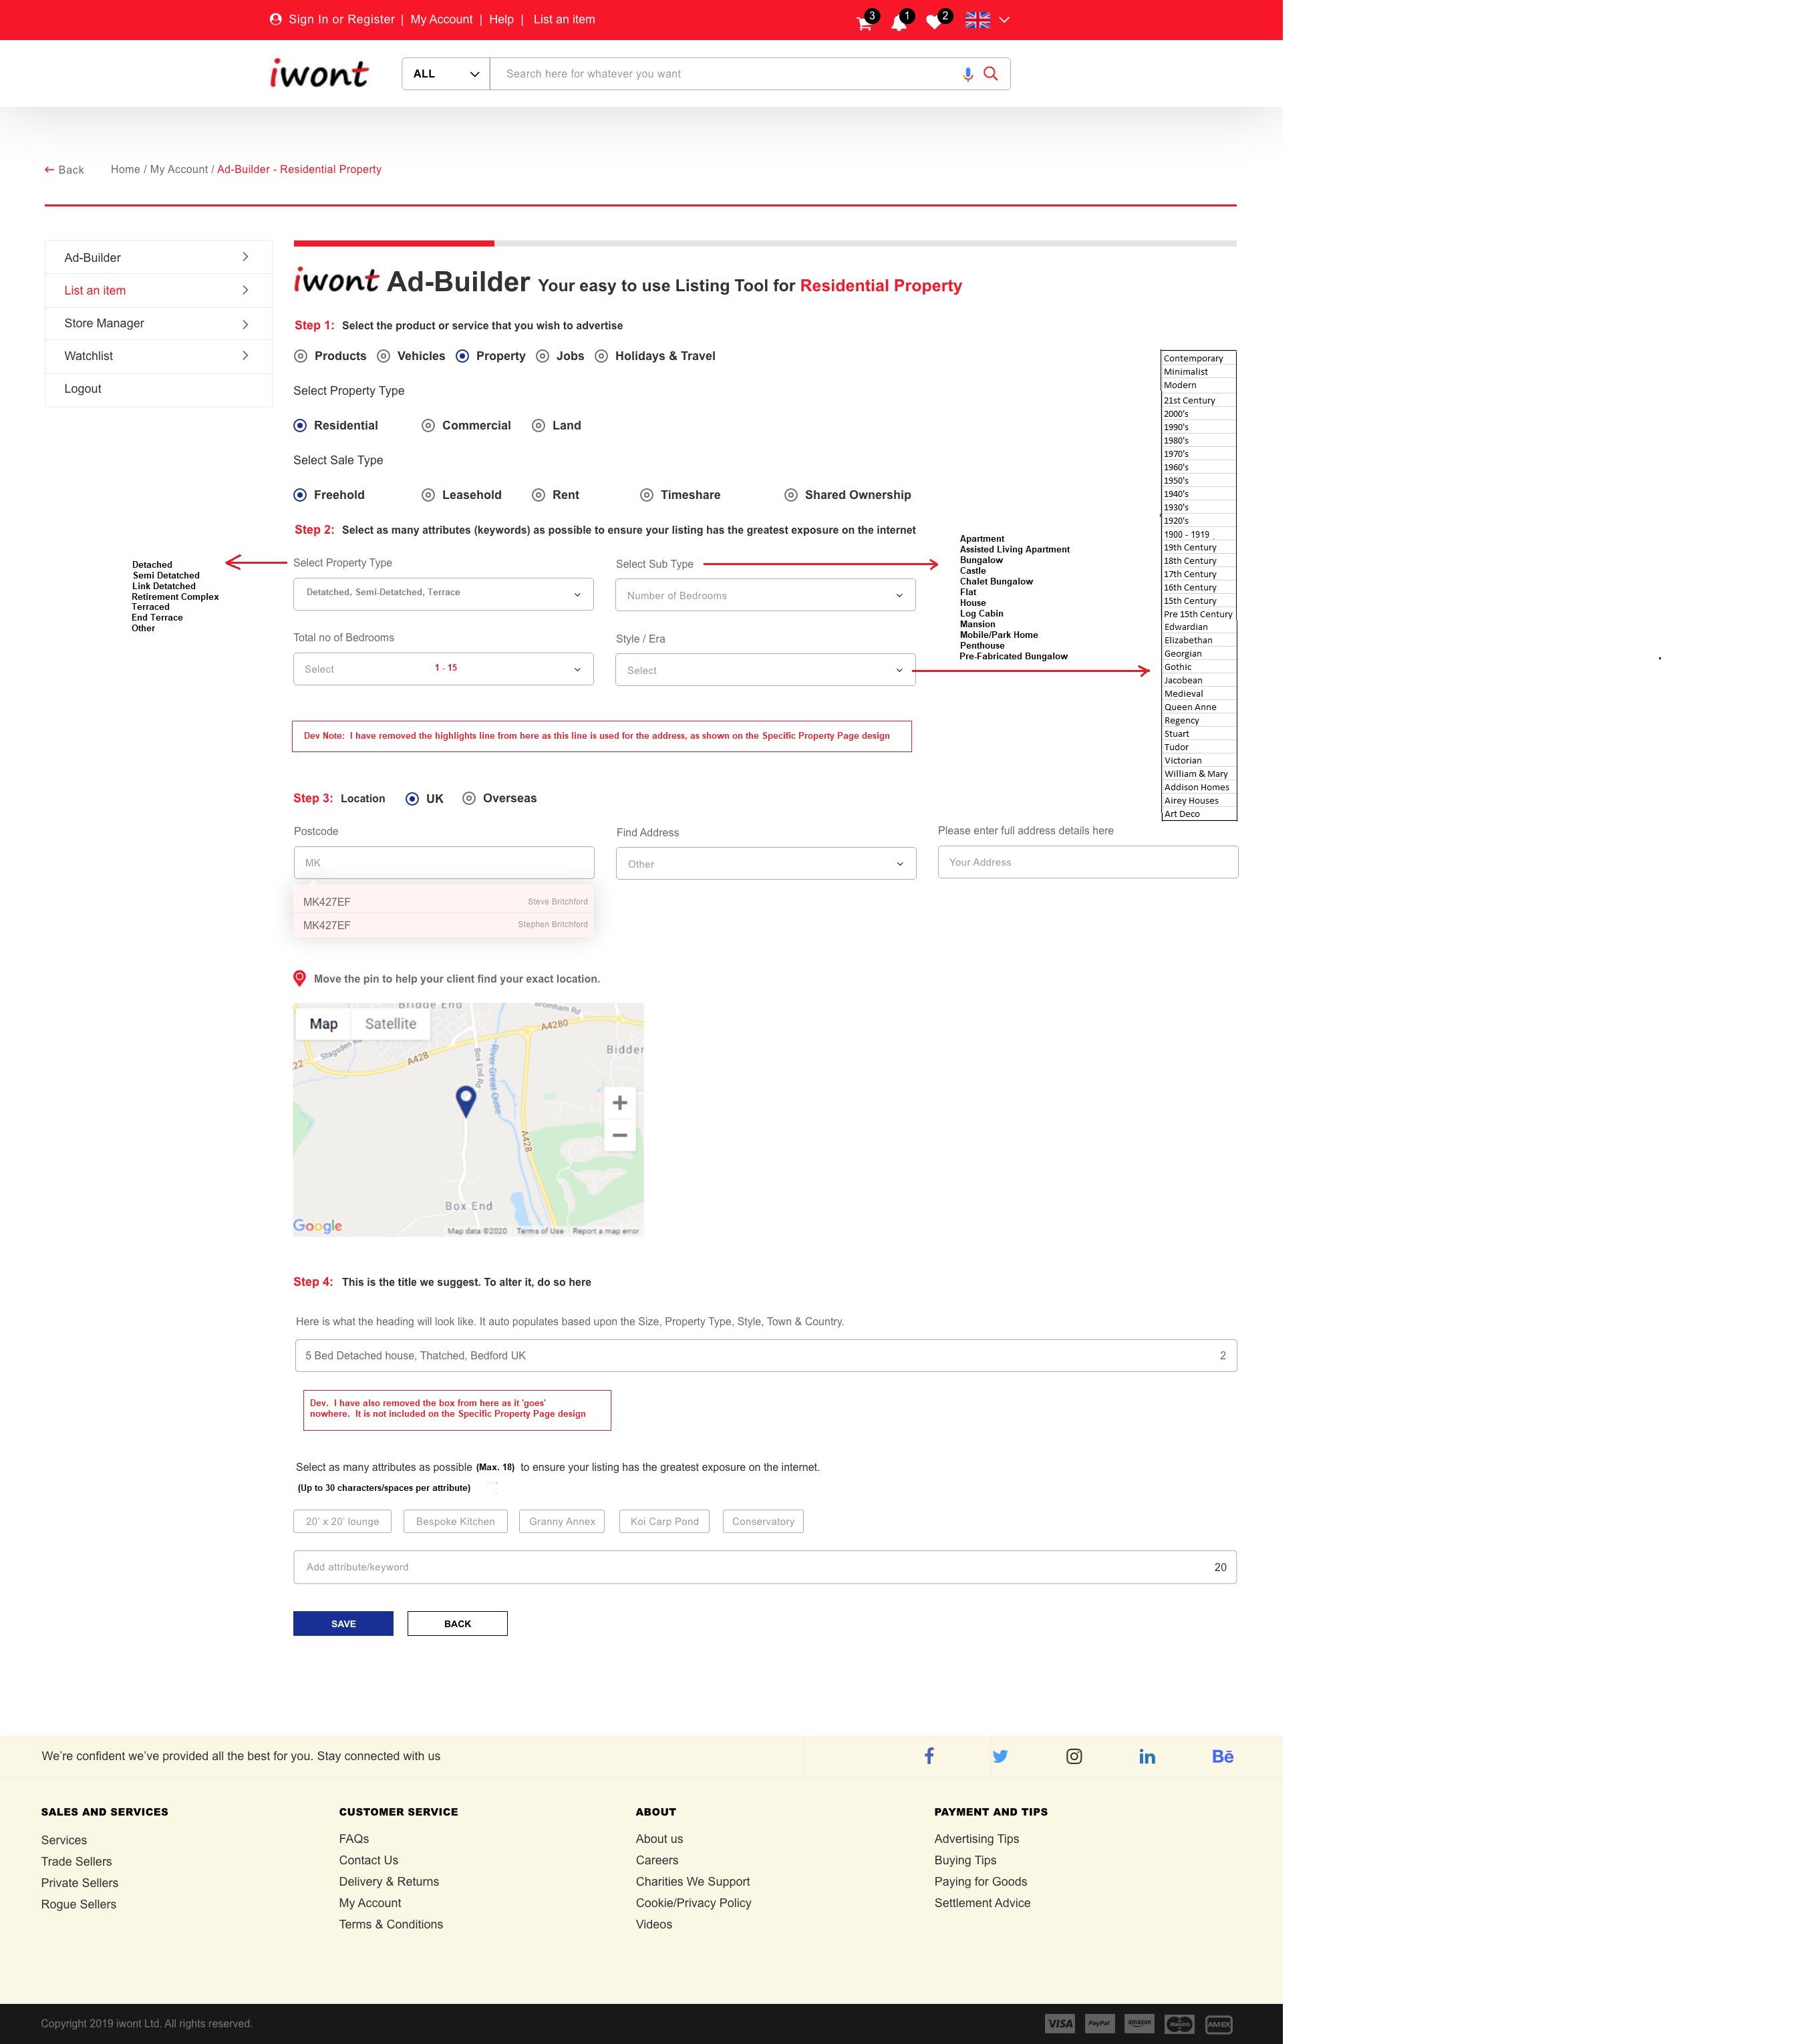 Sign In or Register | My Account | Help | List an item
3
1
2
iwont
ALL
Search here for whatever you want
Back
Home / My Account / Ad-Builder - Residential Property
Ad-Builder
List an item
Store Manager
Watchlist
Logout
iwont Ad-Builder Your easy to use Listing Tool for Residential Property
Step 1: Select the product or service that you wish to advertise
Products Vehicles Property Jobs Holidays & Travel
Select Property Type
Residential Commercial Land
Select Sale Type
Freehold Leasehold Rent Timeshare Shared Ownership
Step 2: Select as many attributes (keywords) as possible to ensure your listing has the greatest exposure on the internet
Detached
Semi Detatched
Link Detatched
Retirement Complex
Terraced
End Terrace
Other
Select Property Type
Detatched, Semi-Detatched, Terrace
Select Sub Type
Number of Bedrooms
Total no of Bedrooms
Select 1 - 15
Style / Era
Select
Apartment
Assisted Living Apartment
Bungalow
Castle
Chalet Bungalow
Flat
House
Log Cabin
Mansion
Mobile/Park Home
Penthouse
Pre-Fabricated Bungalow
Contemporary
Minimalist
Modern
21st Century
2000's
1990's
1980's
1970's
1960's
1950's
1940's
1930's
1920's
1900 - 1919
19th Century
18th Century
17th Century
16th Century
15th Century
Pre 15th Century
Edwardian
Elizabethan
Georgian
Gothic
Jacobean
Medieval
Queen Anne
Regency
Stuart
Tudor
Victorian
William & Mary
Addison Homes
Airey Houses
Art Deco
Dev Note: I have removed the highlights line from here as this line is used for the address, as shown on the Specific Property Page design
Step 3: Location UK Overseas
Postcode
MK
MK427EF Steve Britchford
MK427EF Stephen Britchford
Find Address
Other
Please enter full address details here
Your Address
Move the pin to help your client find your exact location.
Bridge End
Bromham Rd
Map Satellite
A4280
Stagsden Rd
A428
22
Bidder
Box End Rd
River Great Ouse
A428
Box End
Google
Map data ©2020 Terms of Use Report a map error
Step 4: This is the title we suggest. To alter it, do so here
Here is what the heading will look like. It auto populates based upon the Size, Property Type, Style, Town & Country.
5 Bed Detached house, Thatched, Bedford UK 2
Dev. I have also removed the box from here as it 'goes'
nowhere. It is not included on the Specific Property Page design
Select as many attributes as possible (Max. 18) to ensure your listing has the greatest exposure on the internet.
(Up to 30 characters/spaces per attribute)
20' x 20' lounge Bespoke Kitchen Granny Annex Koi Carp Pond Conservatory
Add attribute/keyword 20
SAVE BACK
We're confident we've provided all the best for you. Stay connected with us
f in Bē
SALES AND SERVICES
Services
Trade Sellers
Private Sellers
Rogue Sellers
CUSTOMER SERVICE
FAQs
Contact Us
Delivery & Returns
My Account
Terms & Conditions
ABOUT
About us
Careers
Charities We Support
Cookie/Privacy Policy
Videos
PAYMENT AND TIPS
Advertising Tips
Buying Tips
Paying for Goods
Settlement Advice
Copyright 2019 iwont Ltd. All rights reserved.
VISA PayPal amazon Maestro AMEX